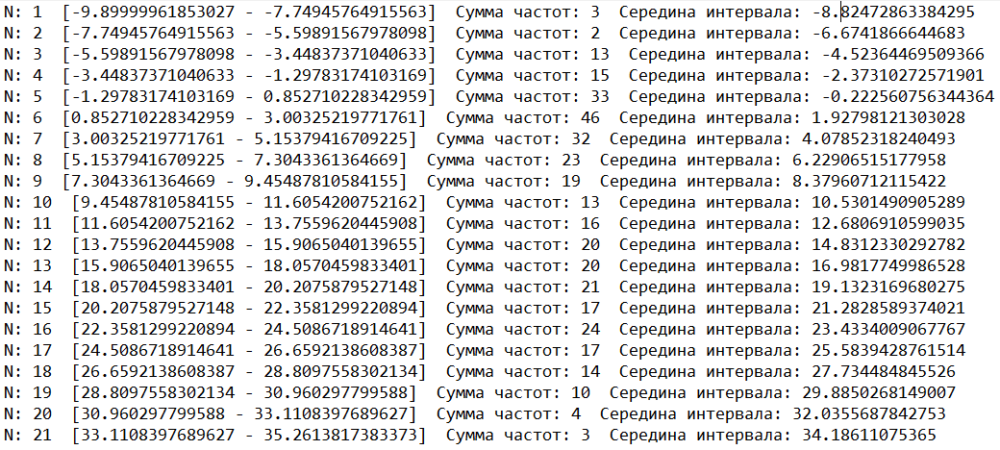 N: 1  [-9.89999961853027 - -7.74945764915563]  Сумма частот: 3  Середина интервала: -8.82472863384295
N: 2  [-7.74945764915563 - -5.59891567978098]  Сумма частот: 2  Середина интервала: -6.6741866644683
N: 3  [-5.59891567978098 - -3.44837371040633]  Сумма частот: 13  Середина интервала: -4.52364469509366
N: 4  [-3.44837371040633 - -1.29783174103169]  Сумма частот: 15  Середина интервала: -2.37310272571901
N: 5  [-1.29783174103169 - 0.852710228342959]  Сумма частот: 33  Середина интервала: -0.222560756344364
N: 6  [0.852710228342959 - 3.00325219771761]  Сумма частот: 46  Середина интервала: 1.92798121303028
N: 7  [3.00325219771761 - 5.15379416709225]  Сумма частот: 32  Середина интервала: 4.07852318240493
N: 8  [5.15379416709225 - 7.3043361364669]  Сумма частот: 23  Середина интервала: 6.22906515177958
N: 9  [7.3043361364669 - 9.45487810584155]  Сумма частот: 19  Середина интервала: 8.37960712115422
N: 10  [9.45487810584155 - 11.6054200752162]  Сумма частот: 13  Середина интервала: 10.5301490905289
N: 11  [11.6054200752162 - 13.7559620445908]  Сумма частот: 16  Середина интервала: 12.6806910599035
N: 12  [13.7559620445908 - 15.9065040139655]  Сумма частот: 20  Середина интервала: 14.8312330292782
N: 13  [15.9065040139655 - 18.0570459833401]  Сумма частот: 20  Середина интервала: 16.9817749986528
N: 14  [18.0570459833401 - 20.2075879527148]  Сумма частот: 21  Середина интервала: 19.1323169680275
N: 15  [20.2075879527148 - 22.3581299220894]  Сумма частот: 17  Середина интервала: 21.2828589374021
N: 16  [22.3581299220894 - 24.5086718914641]  Сумма частот: 24  Середина интервала: 23.4334009067767
N: 17  [24.5086718914641 - 26.6592138608387]  Сумма частот: 17  Середина интервала: 25.5839428761514
N: 18  [26.6592138608387 - 28.8097558302134]  Сумма частот: 14  Середина интервала: 27.734484845526
N: 19  [28.8097558302134 - 30.960297799588]  Сумма частот: 10  Середина интервала: 29.8850268149007
N: 20  [30.960297799588 - 33.1108397689627]  Сумма частот: 4  Середина интервала: 32.0355687842753
N: 21  [33.1108397689627 - 35.2613817383373]  Сумма частот: 3  Середина интервала: 34.18611075365